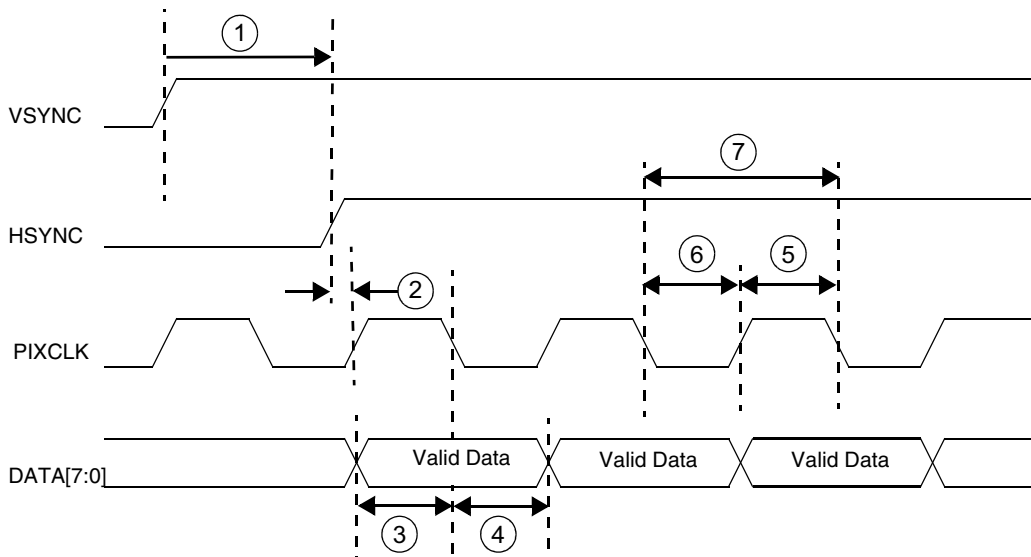 1
VSYNC
7
HSYNC
6 5
2
PIXCLK
Valid Data Valid Data Valid Data
DATA[7:0]
3 4